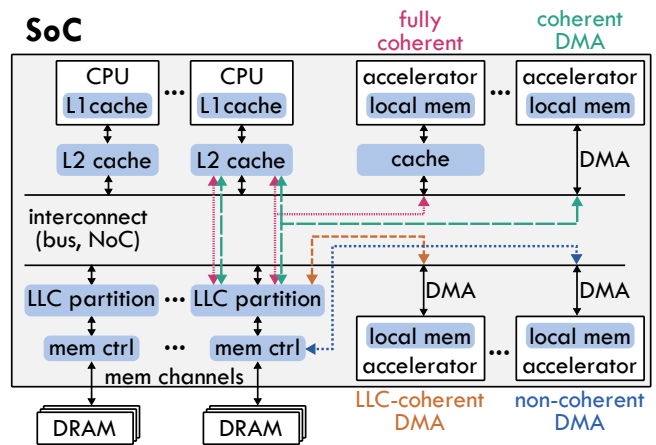 SoC
fully
coherent
coherent
DMA
CPU
L1cache
...
CPU
L1cache
accelerator
local mem
...
accelerator
local mem
L2 cache
L2 cache
cache
DMA
interconnect
(bus, NoC)
LLC partition
...
LLC partition
DMA
DMA
mem ctrl
...
mem ctrl
local mem
accelerator
...
local mem
accelerator
mem channels
LLC-coherent
DMA
non-coherent
DMA
DRAM
DRAM